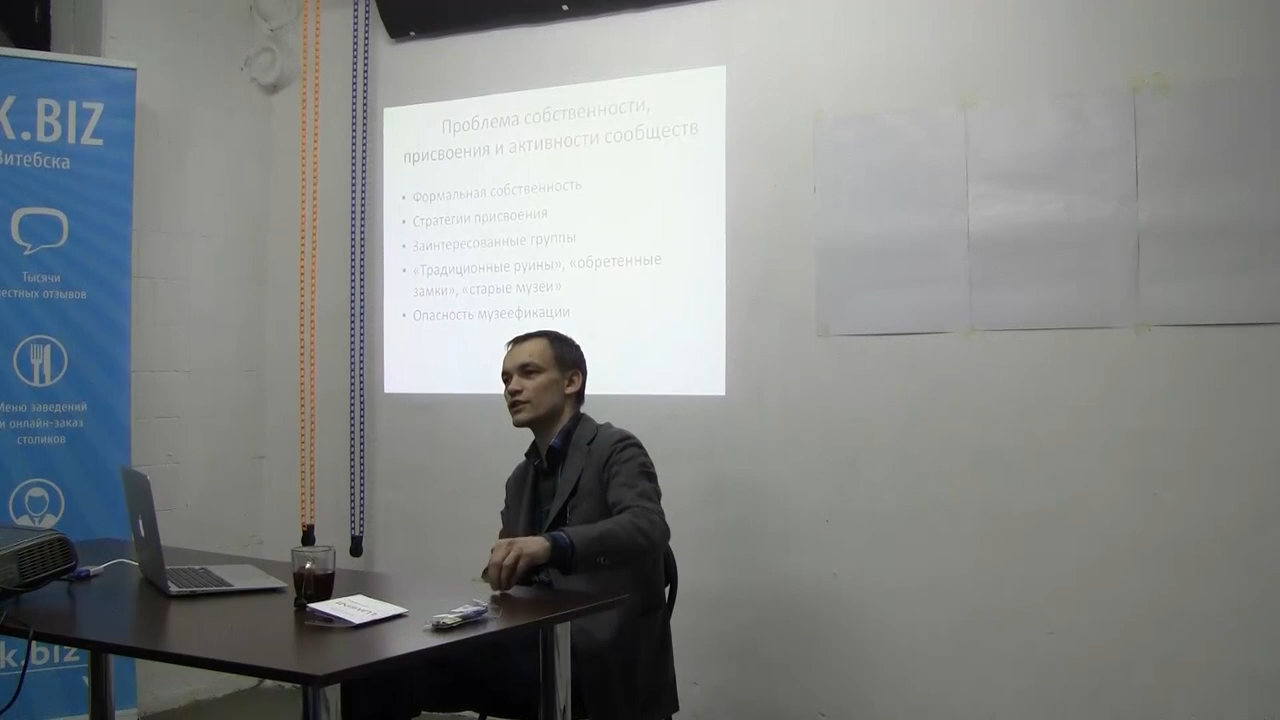 K.BIZ
Витебска
Тысячи
честных отзывов
Меню заведений
и онлайн-заказ
столиков
k.biz
Проблема собственности,
присвоения и активности сообществ
• Формальная собственность
• Стратегии присвоения
• Заинтересованные группы
• «Традиционные руины», «обретенные
замки», «старые музеи»
• Опасность музеефикации